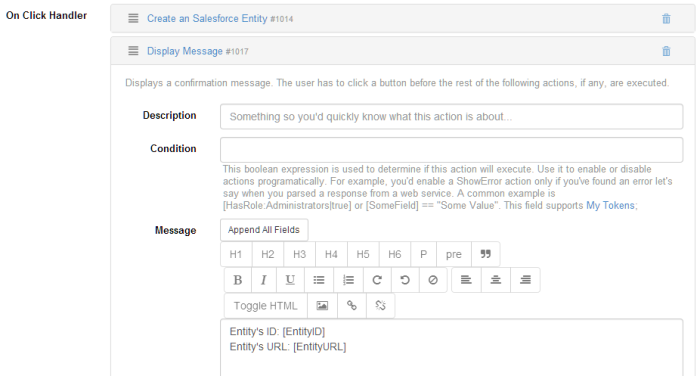 On Click Handler
Create an Salesforce Entity #1014
Display Message #1017
Displays a confirmation message. The user has to click a button before the rest of the following actions, if any, are executed.
Description
Something so you'd quickly know what this action is about...
Condition
This boolean expression is used to determine if this action will execute. Use it to enable or disable
actions programatically. For example, you'd enable a ShowError action only if you've found an error let's
say when you parsed a response from a web service. A common example is
[HasRole:Administrators|true] or [SomeField] == "Some Value". This field supports My Tokens;
Message
Append All Fields
H1 H2 H3 H4 H5 H6 P pre
B I U
Toggle HTML
Entity's ID: [EntityID]
Entity's URL: [EntityURL]